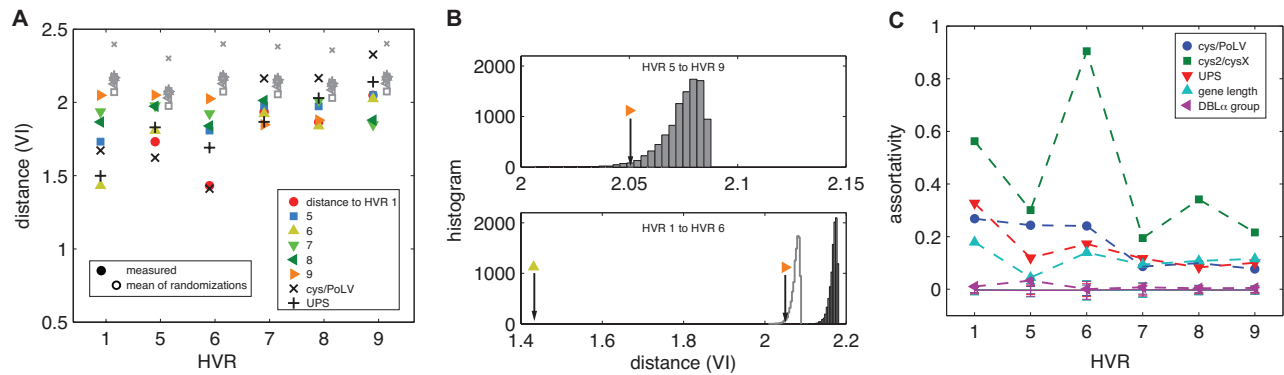 A
2.5
2
1.5
1
0.5
distance (VI)
distance to HVR 1
5
6
7
8
9
cys/PoLV
UPS
measured
mean of randomizations
1 5 6 7 8 9
HVR
B
histogram
HVR 5 to HVR 9
2000
1000
0
2 2.05 2.1 2.15
HVR 1 to HVR 6
2000
1000
0
1.4 1.6 1.8 2 2.2
distance (VI)
C
1
0.8
0.6
0.4
0.2
0
assortativity
cys/PoLV
cys2/cysX
UPS
gene length
DBLα group
1 5 6 7 8 9
HVR